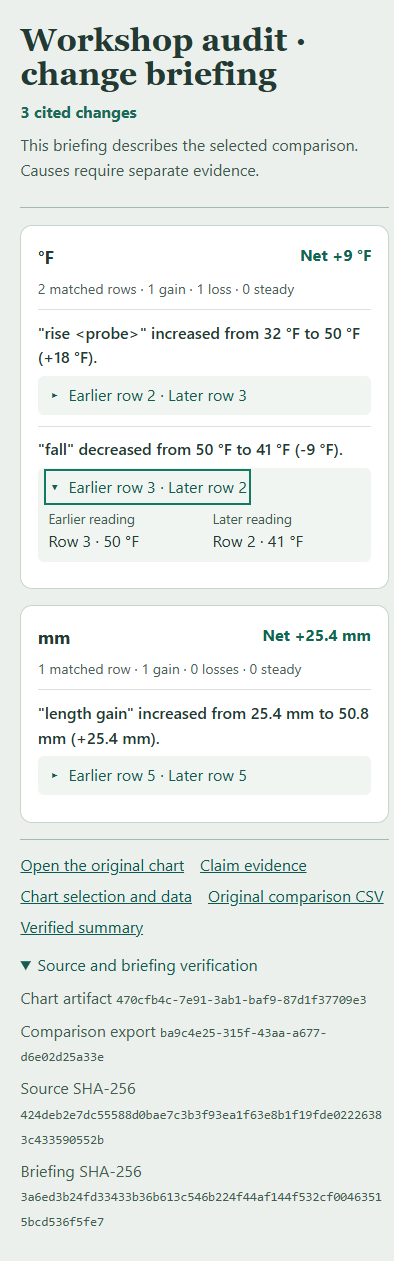 Workshop audit ·
change briefing
3 cited changes
This briefing describes the selected comparison.
Causes require separate evidence.
°F
Net +9 °F
2 matched rows · 1 gain · 1 loss · 0 steady
"rise <probe>" increased from 32 °F to 50 °F
(+18 °F).
▸ Earlier row 2 · Later row 3
"fall" decreased from 50 °F to 41 °F (-9 °F).
▾ Earlier row 3 · Later row 2
Earlier reading
Later reading
Row 3 · 50 °F
Row 2 · 41 °F
mm
Net +25.4 mm
1 matched row · 1 gain · 0 losses · 0 steady
"length gain" increased from 25.4 mm to 50.8
mm (+25.4 mm).
▸ Earlier row 5 · Later row 5
Open the original chart
Claim evidence
Chart selection and data
Original comparison CSV
Verified summary
▼ Source and briefing verification
Chart artifact 470cfb4c-7e91-3ab1-baf9-87d1f37709e3
Comparison export ba9c4e25-315f-43aa-a677-
d6e02d25a33e
Source SHA-256
424deb2e7dc55588d0bae7c3b3f93ea1f63e8b1f19fde0222638
3c433590552b
Briefing SHA-256
3a6ed3b24fd33433b36b613c546b224f44af144f532cf0046351
5bcd536f5fe7